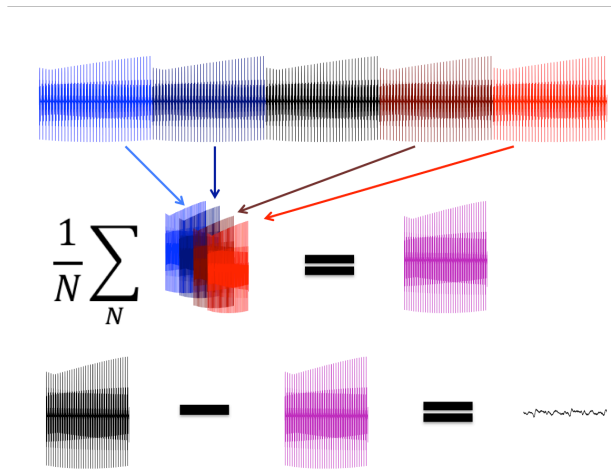 1/N ∑ N = 
− =